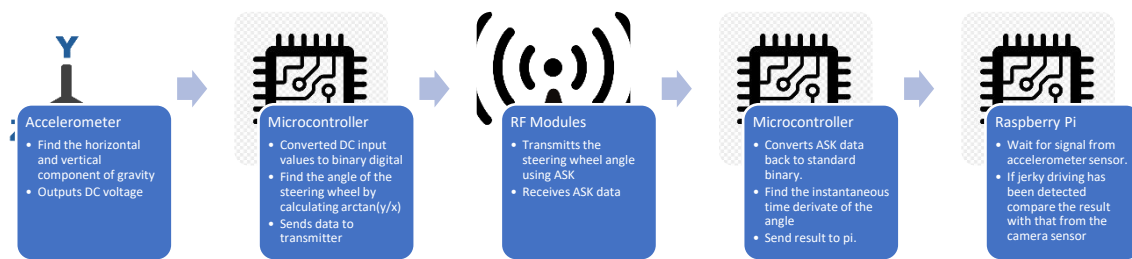 Y
Z
Accelerometer
• Find the horizontal
and vertical
component of gravity
• Outputs DC voltage
Microcontroller
• Converted DC input
values to binary digital
• Find the angle of the
steering wheel by
calculating arctan(y/x)
• Sends data to
transmitter
RF Modules
• Transmitts the
steering wheel angle
using ASK
• Receives ASK data
Microcontroller
• Converts ASK data
back to standard
binary.
• Find the instantaneous
time derivate of the
angle
• Send result to pi.
Raspberry Pi
• Wait for signal from
accelerometer sensor.
• If jerky driving has
been detected
compare the result
with that from the
camera sensor